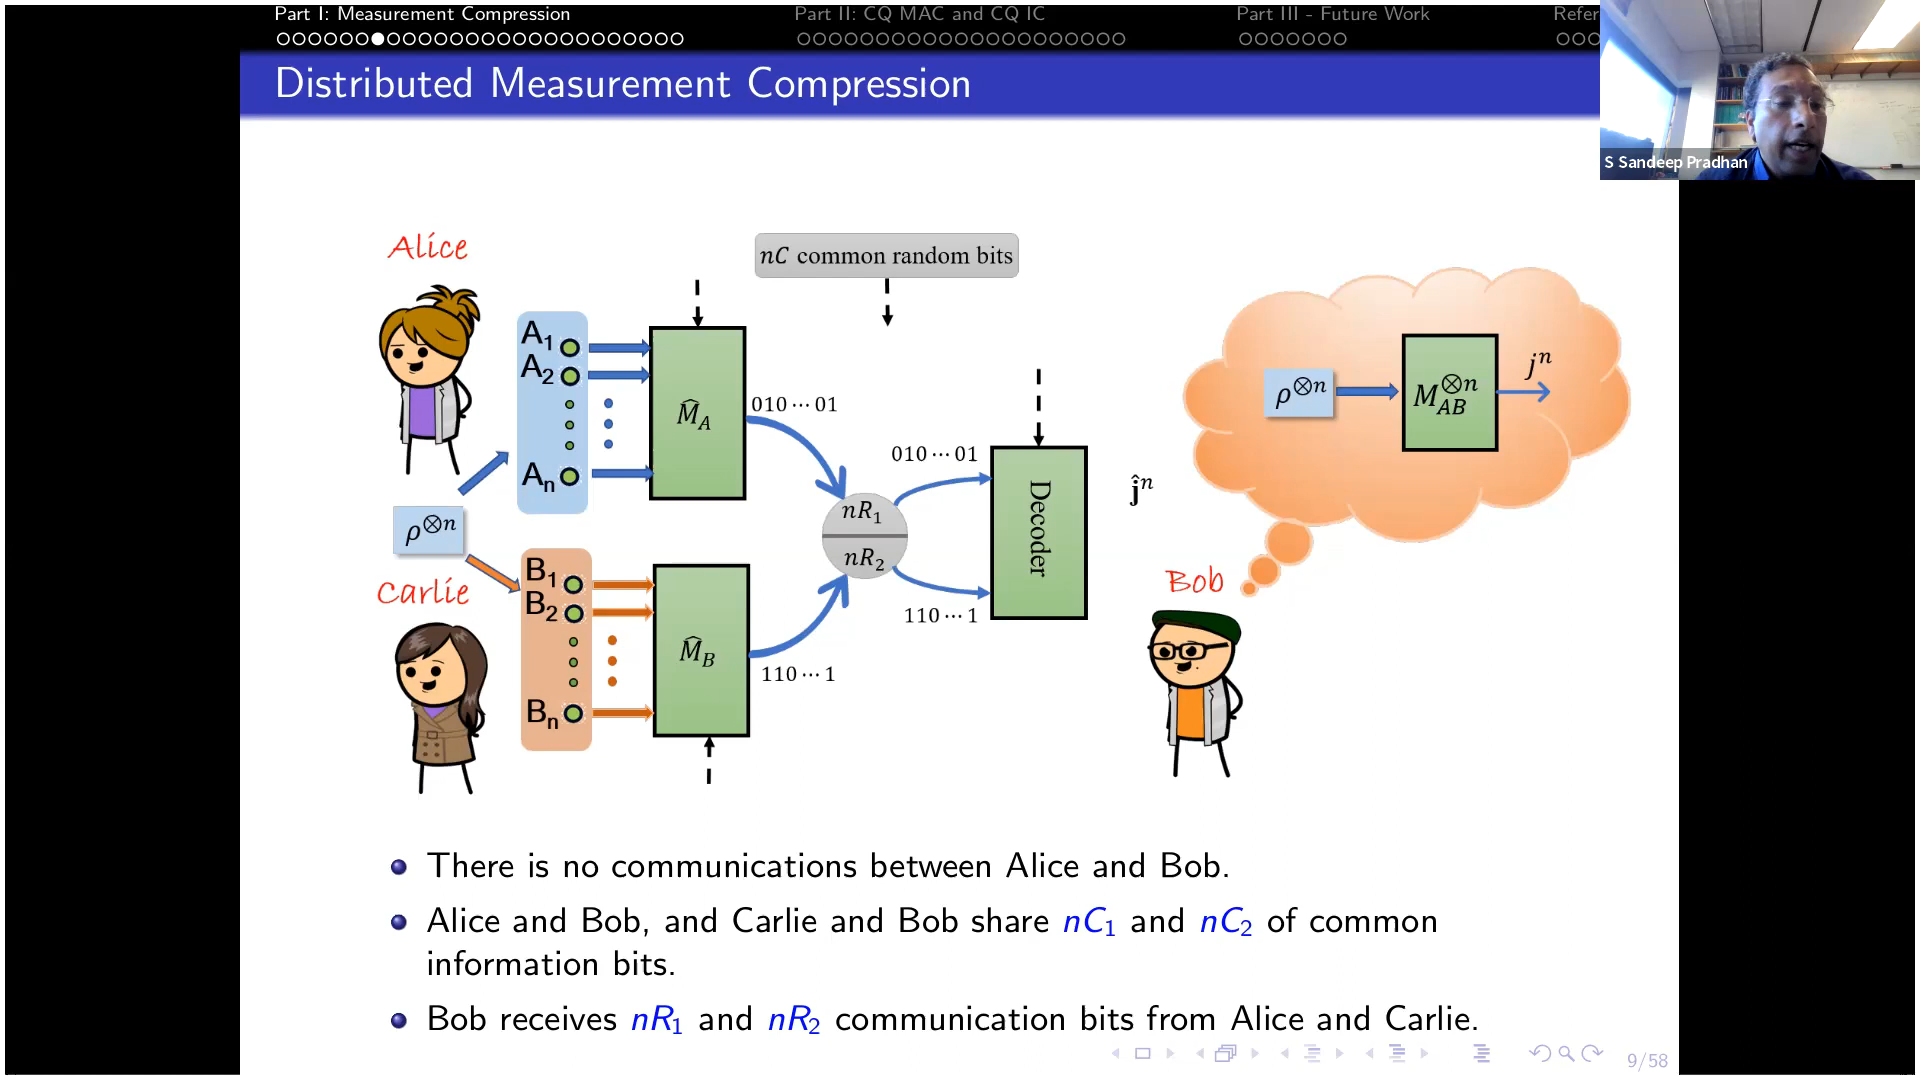 Part I: Measurement Compression
Part II: CQ MAC and CQ IC
Part III - Future Work
Refer
Distributed Measurement Compression
S Sandeep Pradhan
Alice
nC common random bits
A₁
A₂
Aₙ
M̂_A
010 ⋯ 01
ρ^⊗n
M_AB^⊗n
jⁿ
010 ⋯ 01
nR₁
nR₂
Decoder
ĵⁿ
ρ^⊗n
Carlie
B₁
B₂
Bₙ
M̂_B
110 ⋯ 1
110 ⋯ 1
Bob
There is no communications between Alice and Bob.
Alice and Bob, and Carlie and Bob share nC₁ and nC₂ of common
information bits.
Bob receives nR₁ and nR₂ communication bits from Alice and Carlie.
9/58